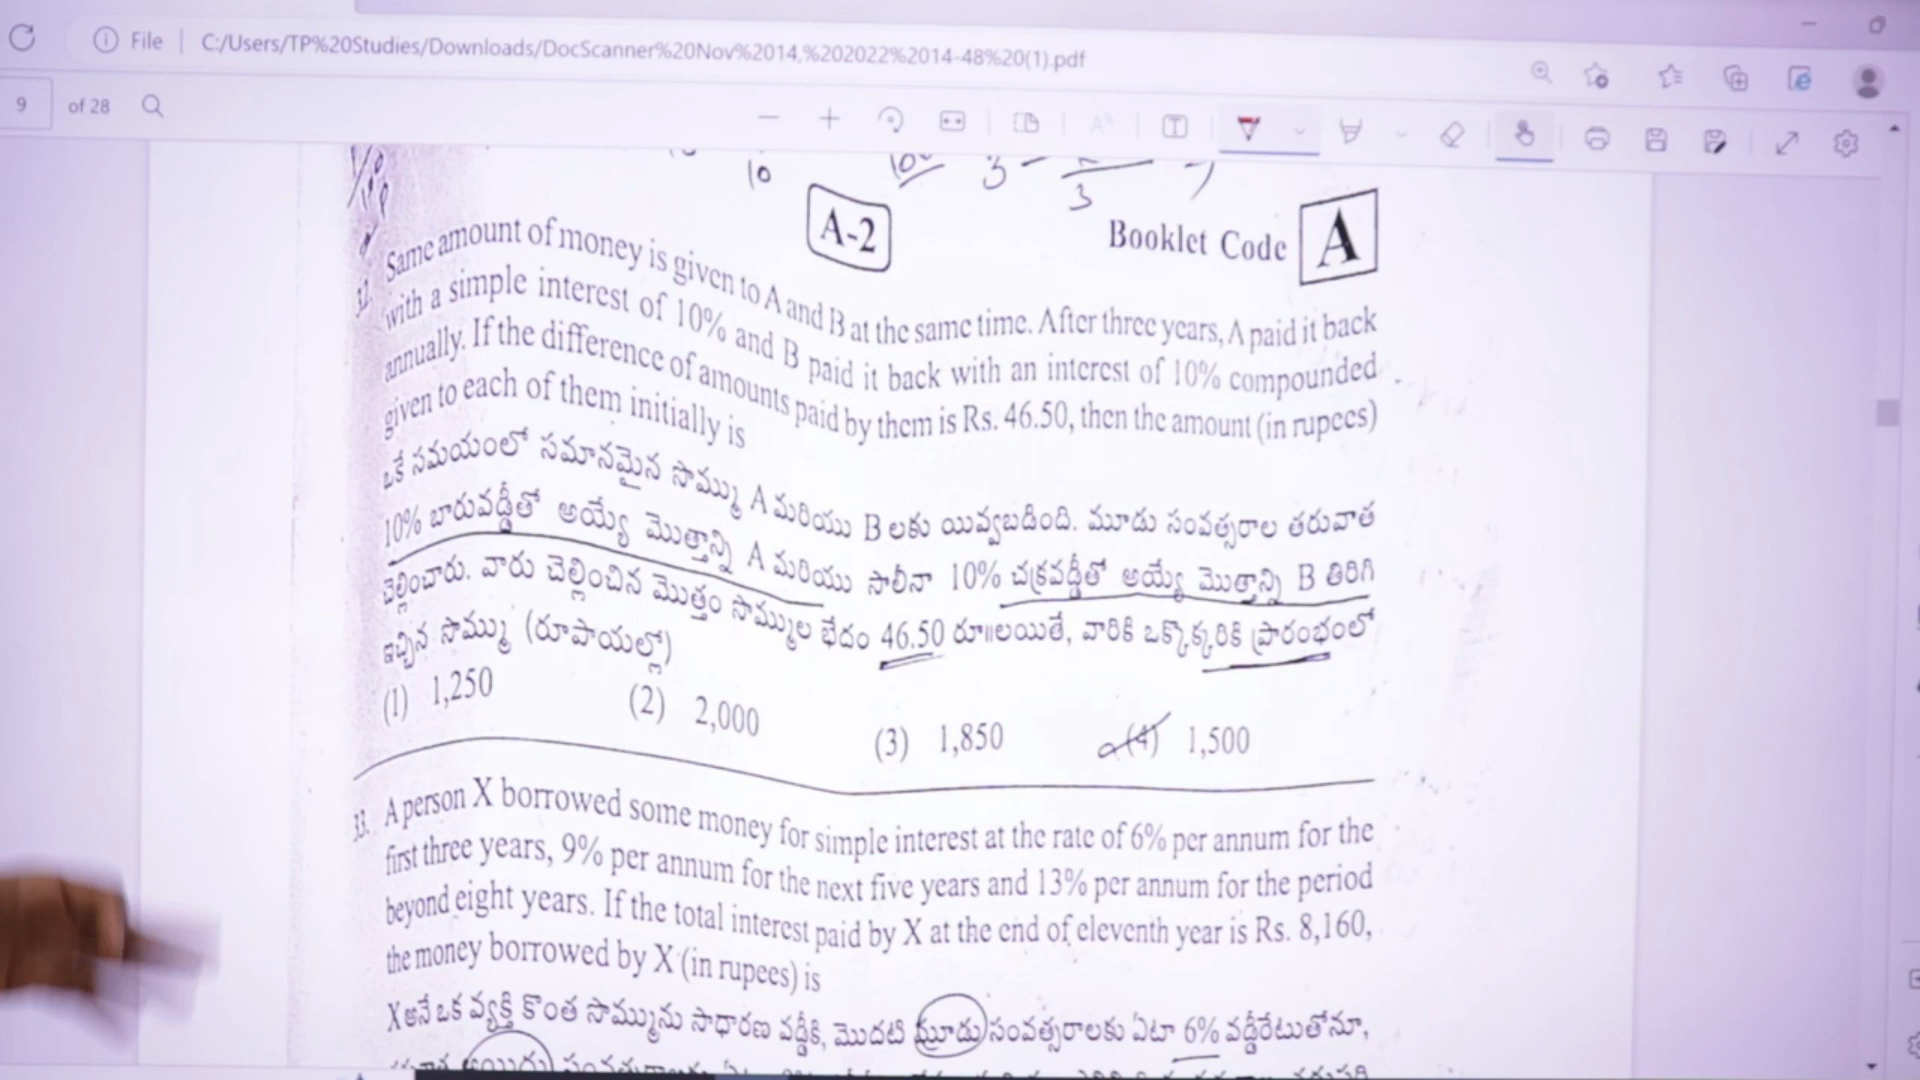 File C:/Users/TP%20Studies/Downloads/DocScanner%20Nov%2014,%202022%2014-48%20(1).pdf
9 of 28
10
3
3
A-2 Booklet Code A
32. Same amount of money is given to A and B at the same time. After three years, A paid it back
with a simple interest of 10% and B paid it back with an interest of 10% compounded
annually. If the difference of amounts paid by them is Rs. 46.50, then the amount (in rupees)
given to each of them initially is
ఒకే సమయంలో సమానమైన సొమ్ము A మరియు B లకు యివ్వబడింది. మూడు సంవత్సరాల తరువాత
10% బారువడ్డీతో అయ్యే మొత్తాన్ని A మరియు సాలీనా 10% చక్రవడ్డీతో అయ్యే మొత్తాన్ని B తిరిగి
చెల్లించారు. వారు చెల్లించిన మొత్తం సొమ్ముల భేదం 46.50 రూ॥లయితే, వారికి ఒక్కొక్కరికి ప్రారంభంలో
ఇచ్చిన సొమ్ము (రూపాయల్లో)
(1) 1,250 (2) 2,000 (3) 1,850 (4) 1,500
33. A person X borrowed some money for simple interest at the rate of 6% per annum for the
first three years, 9% per annum for the next five years and 13% per annum for the period
beyond eight years. If the total interest paid by X at the end of eleventh year is Rs. 8,160,
the money borrowed by X (in rupees) is
X అనే ఒక వ్యక్తి కొంత సొమ్మును సాధారణ వడ్డీకి, మొదటి మూడు సంవత్సరాలకు ఏటా 6% వడ్డీరేటుతోనూ,